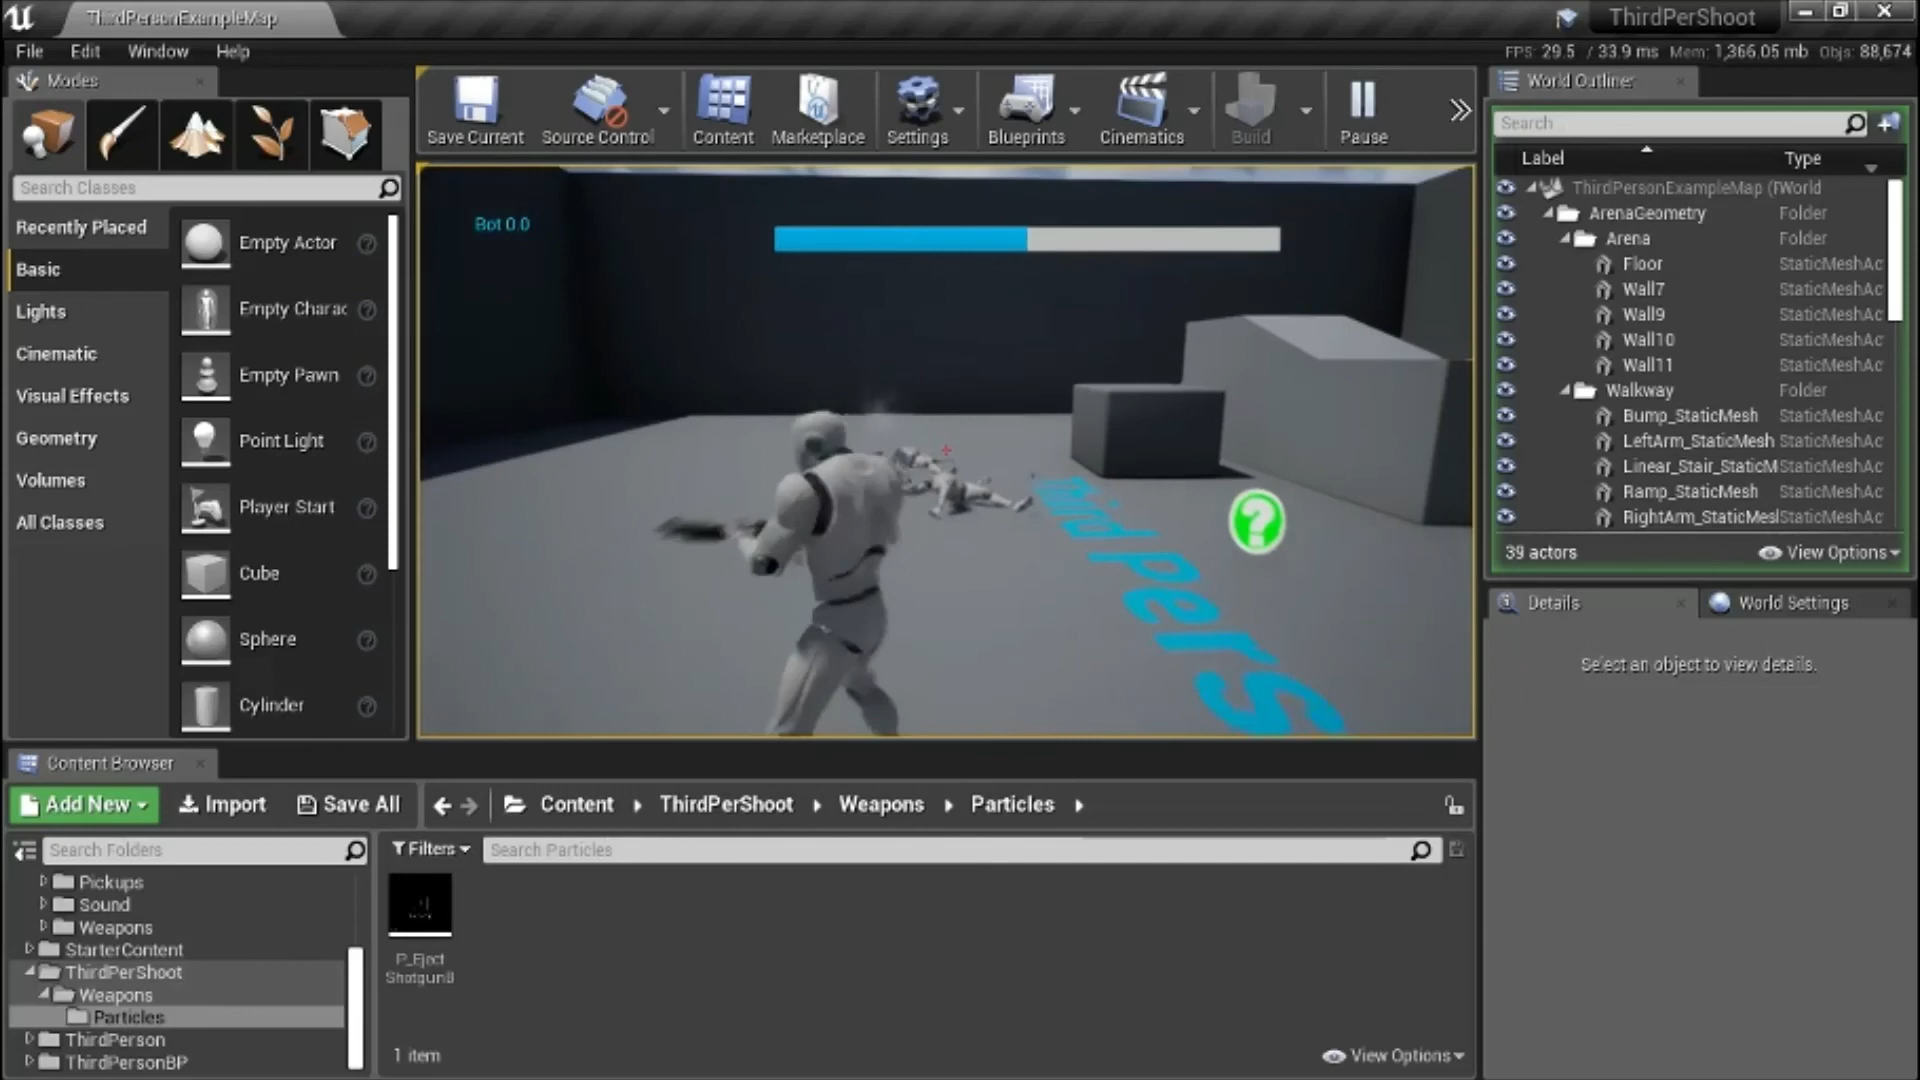 ThirdPersonExampleMap
ThirdPerShoot
File Edit Window Help
FPS: 29.5 / 33.9 ms Mem: 1,366.05 mb Objs: 88,674
Modes
Save Current
Source Control
Content
Marketplace
Settings
Blueprints
Cinematics
Build
Pause
World Outliner
Search
Label Type
Search Classes
Recently Placed
Basic
Lights
Cinematic
Visual Effects
Geometry
Volumes
All Classes
Empty Actor
Empty Charac
Empty Pawn
Point Light
Player Start
Cube
Sphere
Cylinder
Bot 0.0
Third PerS
ThirdPersonExampleMap ( World
ArenaGeometry Folder
Arena Folder
Floor StaticMeshAc
Wall7 StaticMeshAc
Wall9 StaticMeshAc
Wall10 StaticMeshAc
Wall11 StaticMeshAc
Walkway Folder
Bump_StaticMesh StaticMeshAc
LeftArm_StaticMesh StaticMeshAc
Linear_Stair_StaticM StaticMeshAc
Ramp_StaticMesh StaticMeshAc
RightArm_StaticMesl StaticMeshAc
39 actors View Options
Details
World Settings
Select an object to view details.
Content Browser
Add New Import Save All Content ThirdPerShoot Weapons Particles
Search Folders
Filters Search Particles
Pickups
Sound
Weapons
StarterContent
ThirdPerShoot
Weapons
Particles
ThirdPerson
ThirdPersonBP
P_Eject
ShotgunB
1 item View Options